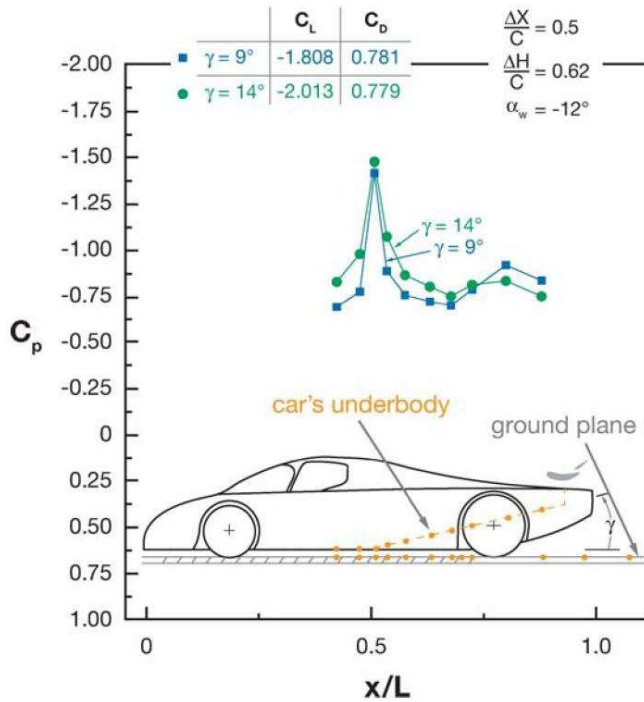 C_L C_D
γ = 9° -1.808 0.781
γ = 14° -2.013 0.779
ΔX/C = 0.5
ΔH/C = 0.62
α_w = -12°
-2.00
-1.75
-1.50
-1.25
-1.00
-0.75
-0.50
-0.25
0
0.25
0.50
0.75
1.00
C_p
γ = 14°
γ = 9°
car's underbody
ground plane
γ
0 0.5 1.0
x/L